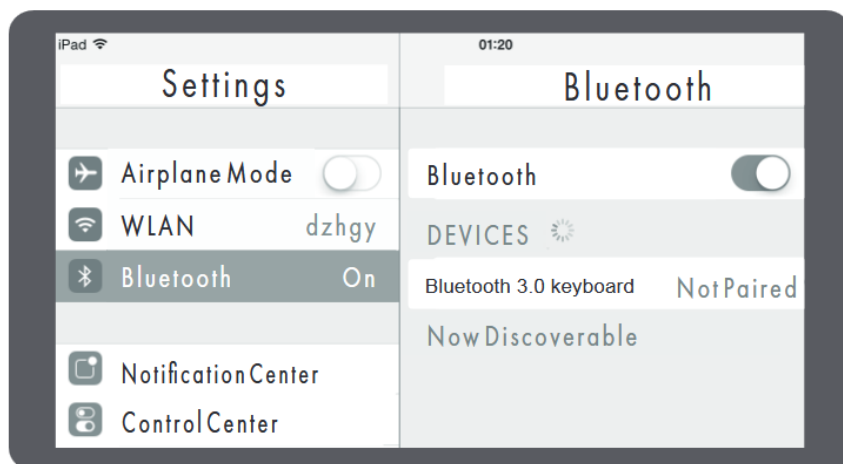 iPad
01:20
Settings
Bluetooth
Airplane Mode
WLAN dzhgy
Bluetooth On
Notification Center
Control Center
Bluetooth
DEVICES
Bluetooth 3.0 keyboard Not Paired
Now Discoverable